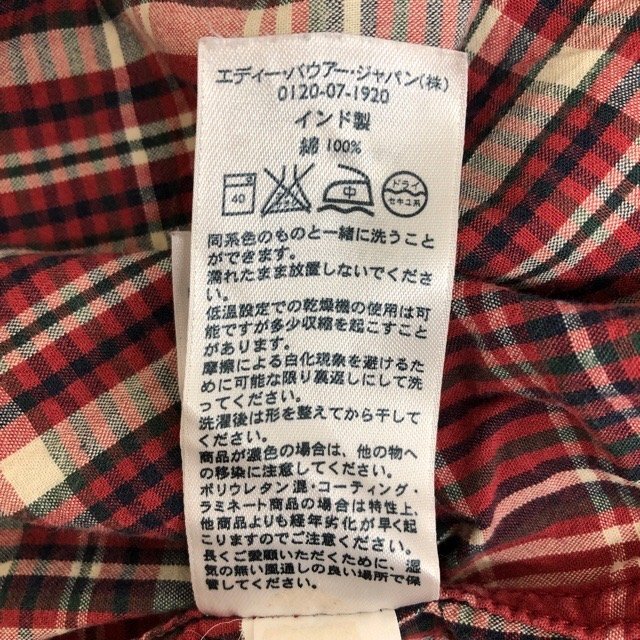 エディー・バウアー・ジャパン(株)
0120-07-1920
インド製
綿 100%
40
中
ドライ
セキユ系
同系色のものと一緒に洗うこと
ができます。
濡れたまま放置しないでくださ
い。
低温設定での乾燥機の使用は可
能ですが多少収縮を起こすこと
があります。
摩擦による白化現象を避けるた
めに可能な限り裏返しにして洗
ってください。
洗濯後は形を整えてから干して
ください。
商品が濃色の場合は、他の物へ
の移染に注意してください。
ポリウレタン混・コーティング・
ラミネート商品の場合は特性上、
他商品よりも経年劣化が早く起
こりますのでご注意ください。
長くご愛願いただくために、湿
気の無い風通しの良い場所で保
管してください。